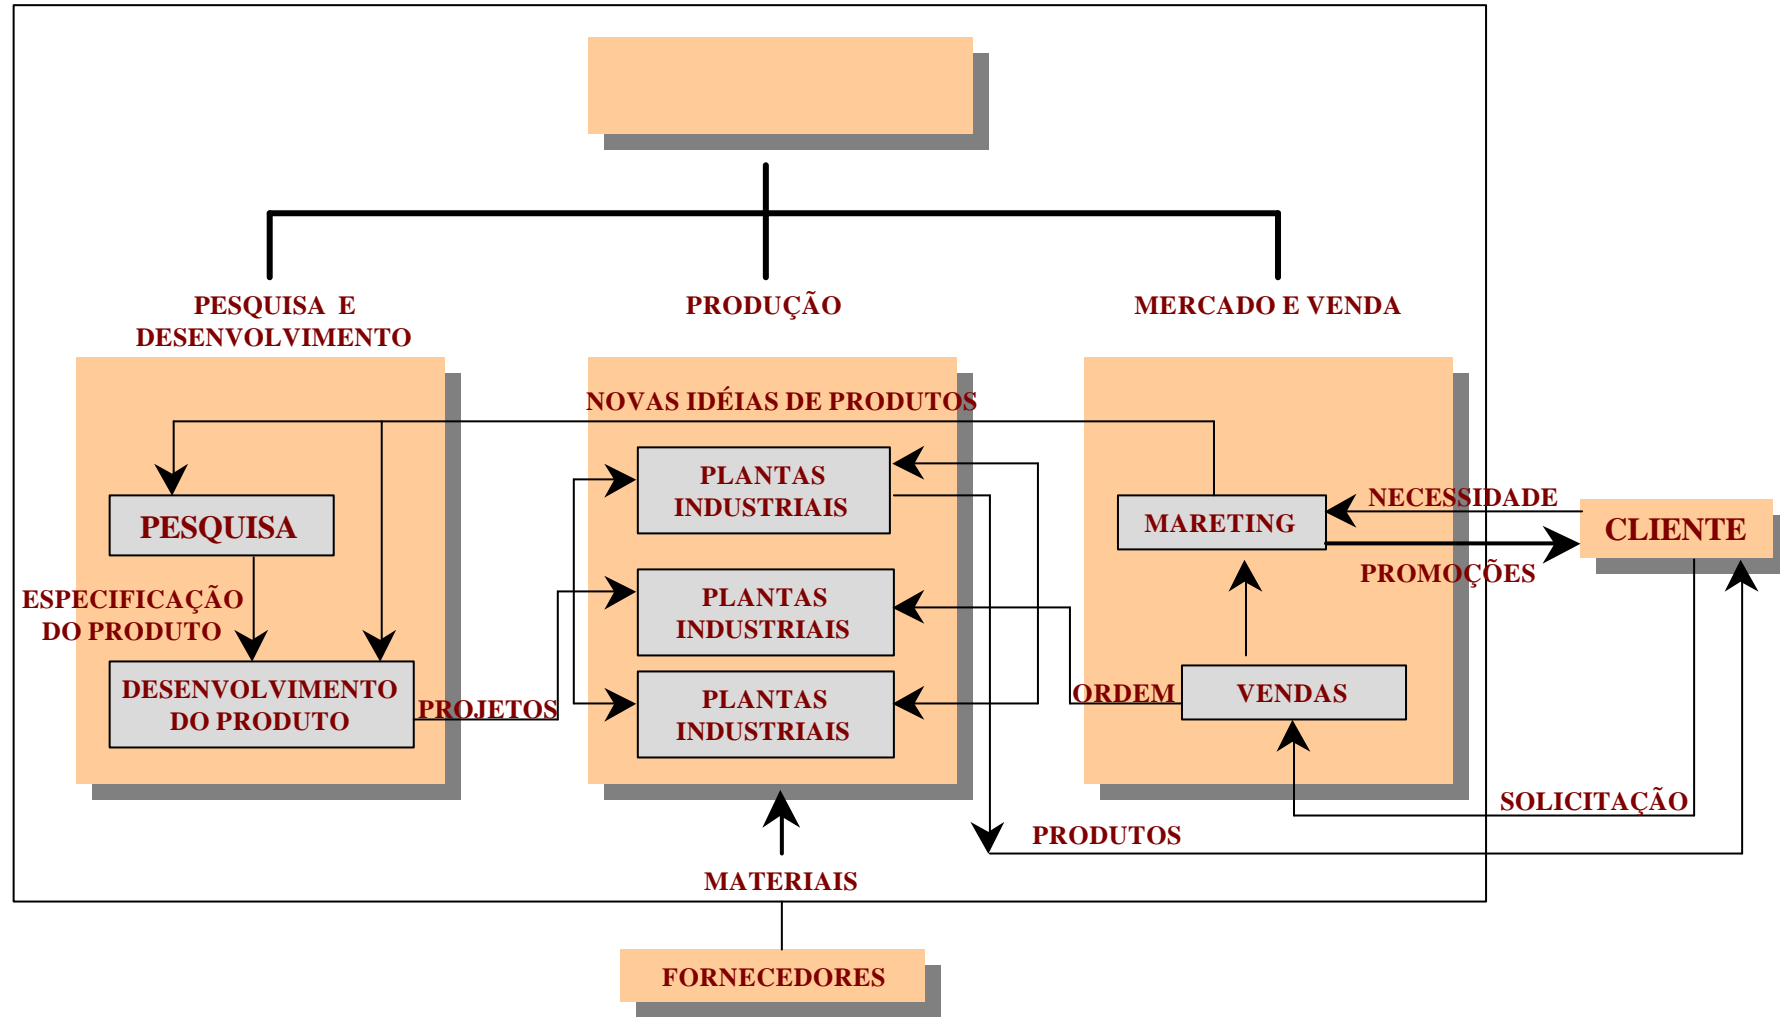 PESQUISA E
DESENVOLVIMENTO
PRODUÇÃO
MERCADO E VENDA
NOVAS IDÉIAS DE PRODUTOS
PESQUISA
ESPECIFICAÇÃO
DO PRODUTO
DESENVOLVIMENTO
DO PRODUTO
PROJETOS
PLANTAS
INDUSTRIAIS
PLANTAS
INDUSTRIAIS
PLANTAS
INDUSTRIAIS
MARETING
NECESSIDADE
CLIENTE
PROMOÇÕES
ORDEM
VENDAS
SOLICITAÇÃO
PRODUTOS
MATERIAIS
FORNECEDORES